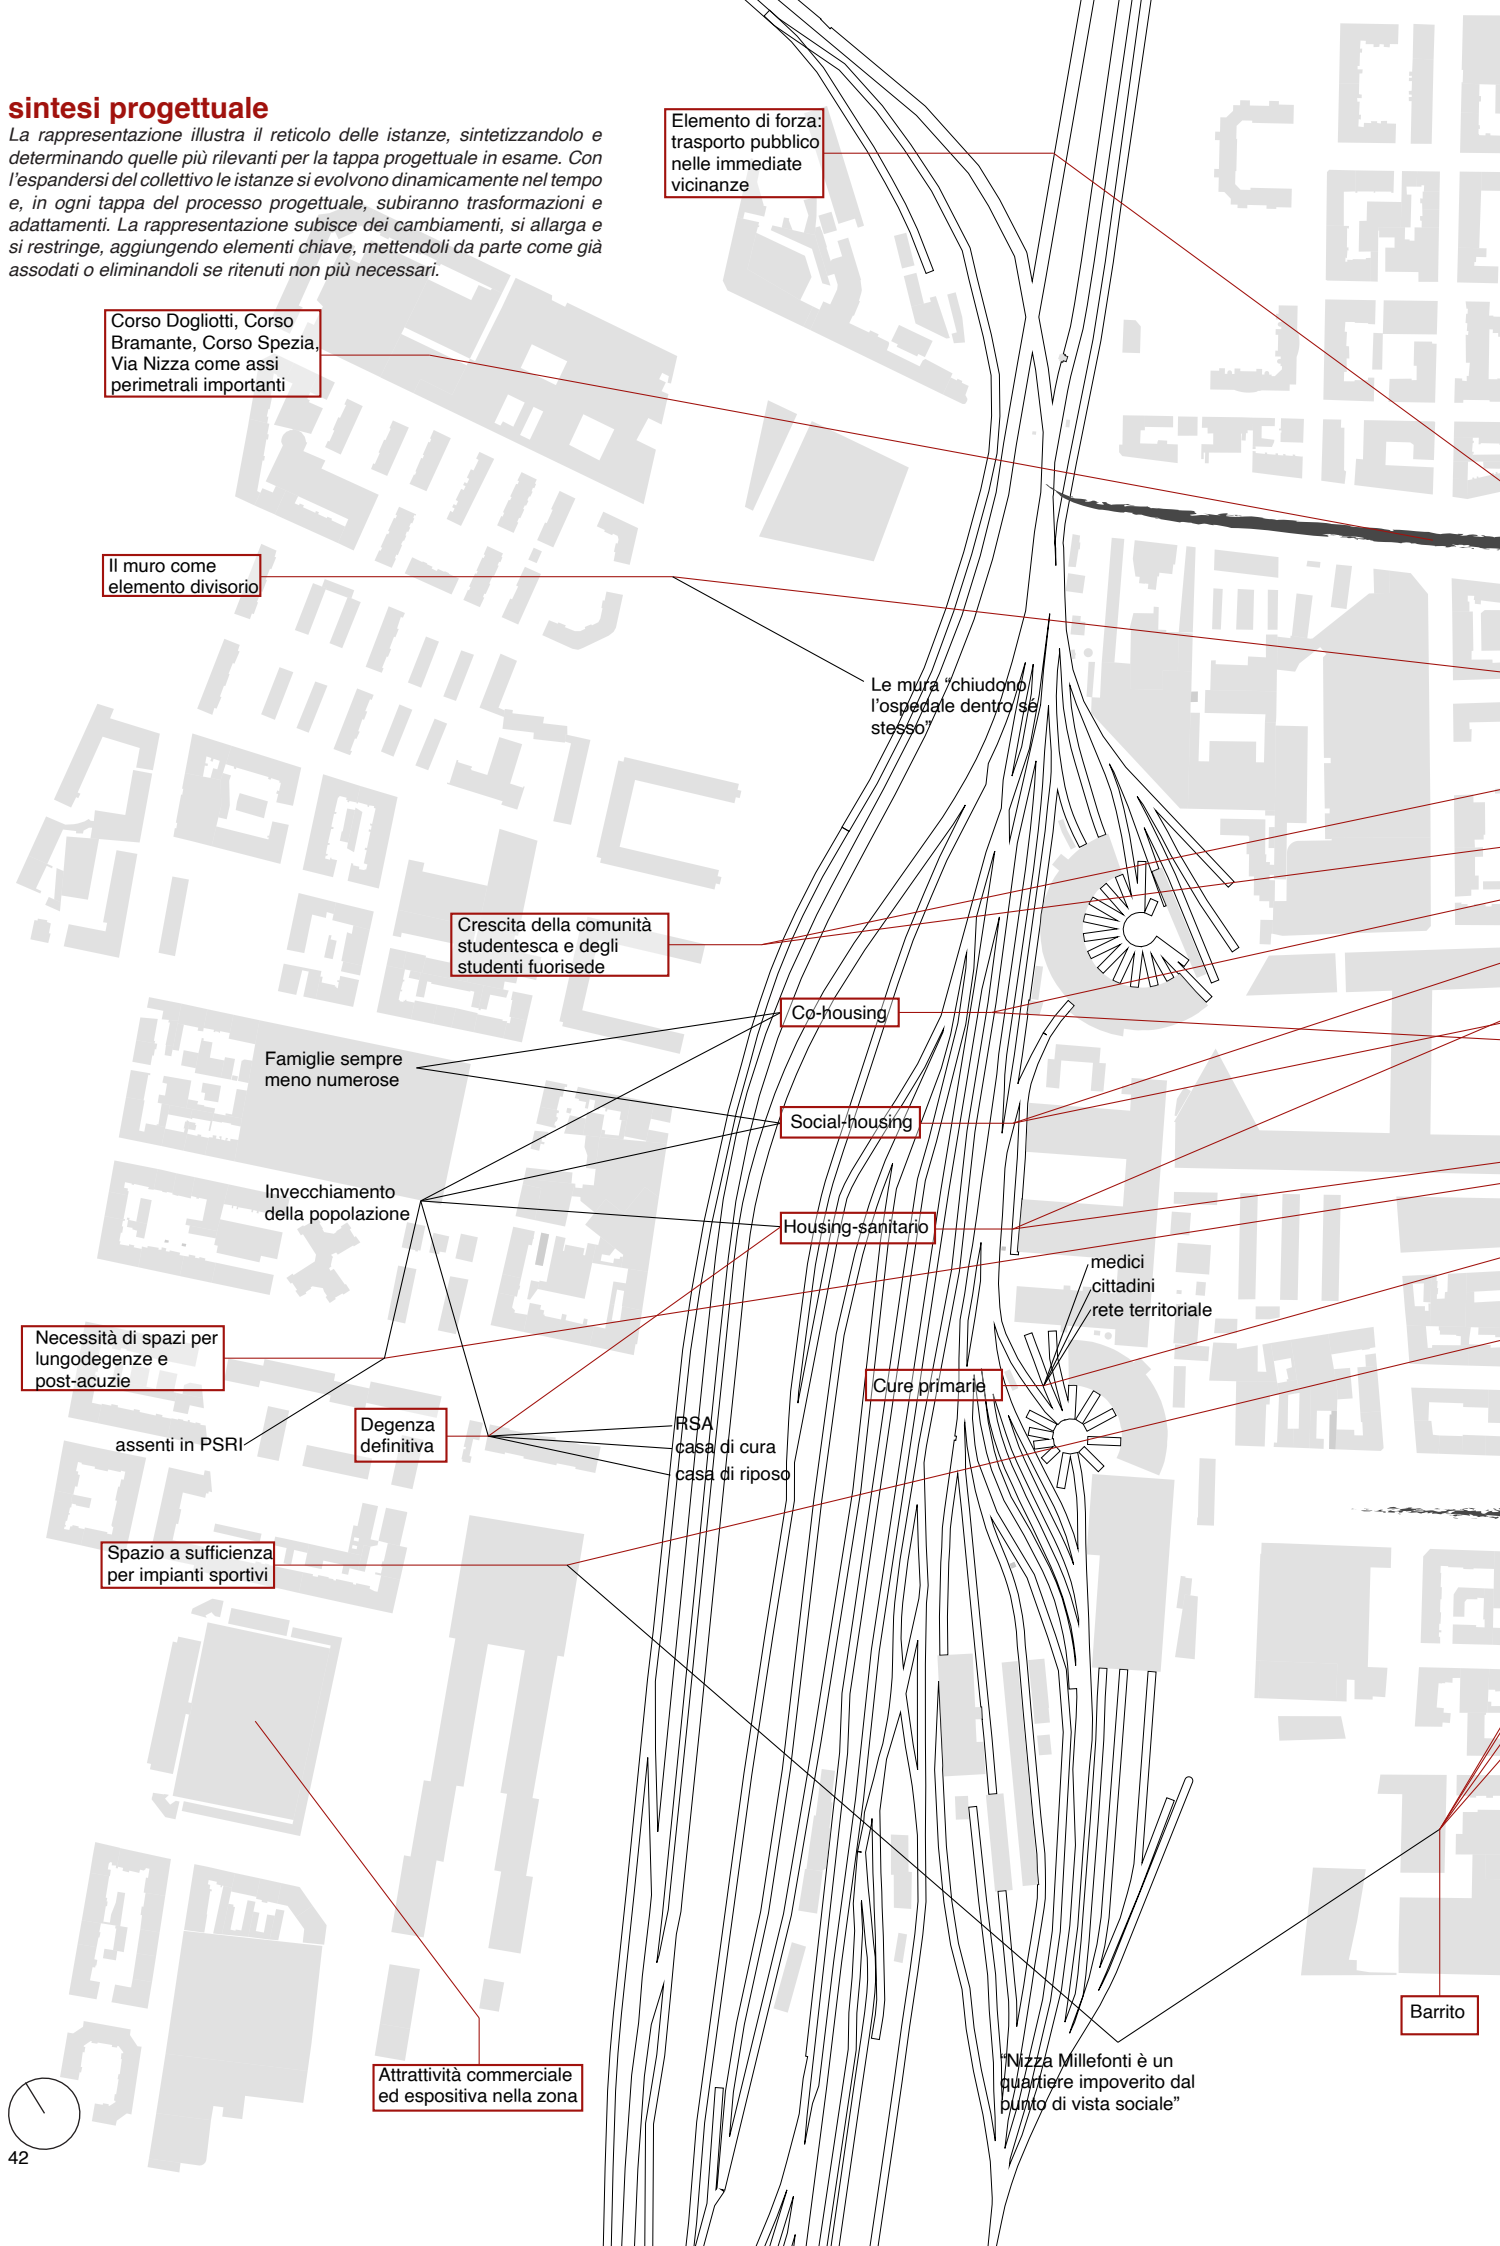 sintesi progettuale
La rappresentazione illustra il reticolo delle istanze, sintetizzandolo e
determinando quelle più rilevanti per la tappa progettuale in esame. Con
l'espandersi del collettivo le istanze si evolvono dinamicamente nel tempo
e, in ogni tappa del processo progettuale, subiranno trasformazioni e
adattamenti. La rappresentazione subisce dei cambiamenti, si allarga e
si restringe, aggiungendo elementi chiave, mettendoli da parte come già
assodati o eliminandoli se ritenuti non più necessari.
Elemento di forza:
trasporto pubblico
nelle immediate
vicinanze
Corso Dogliotti, Corso
Bramante, Corso Spezia,
Via Nizza come assi
perimetrali importanti
Il muro come
elemento divisorio
Le mura “chiudono
l'ospedale dentro sé
stesso”
Crescita della comunità
studentesca e degli
studenti fuorisede
Co-housing
Famiglie sempre
meno numerose
Social-housing
Invecchiamento
della popolazione
Housing-sanitario
medici
cittadini
rete territoriale
Necessità di spazi per
lungodegenze e
post-acuzie
Cure primarie
Degenza
definitiva
RSA
casa di cura
casa di riposo
assenti in PSRI
Spazio a sufficienza
per impianti sportivi
Barrito
“Nizza Millefonti è un
quartiere impoverito dal
punto di vista sociale”
Attrattività commerciale
ed espositiva nella zona
42